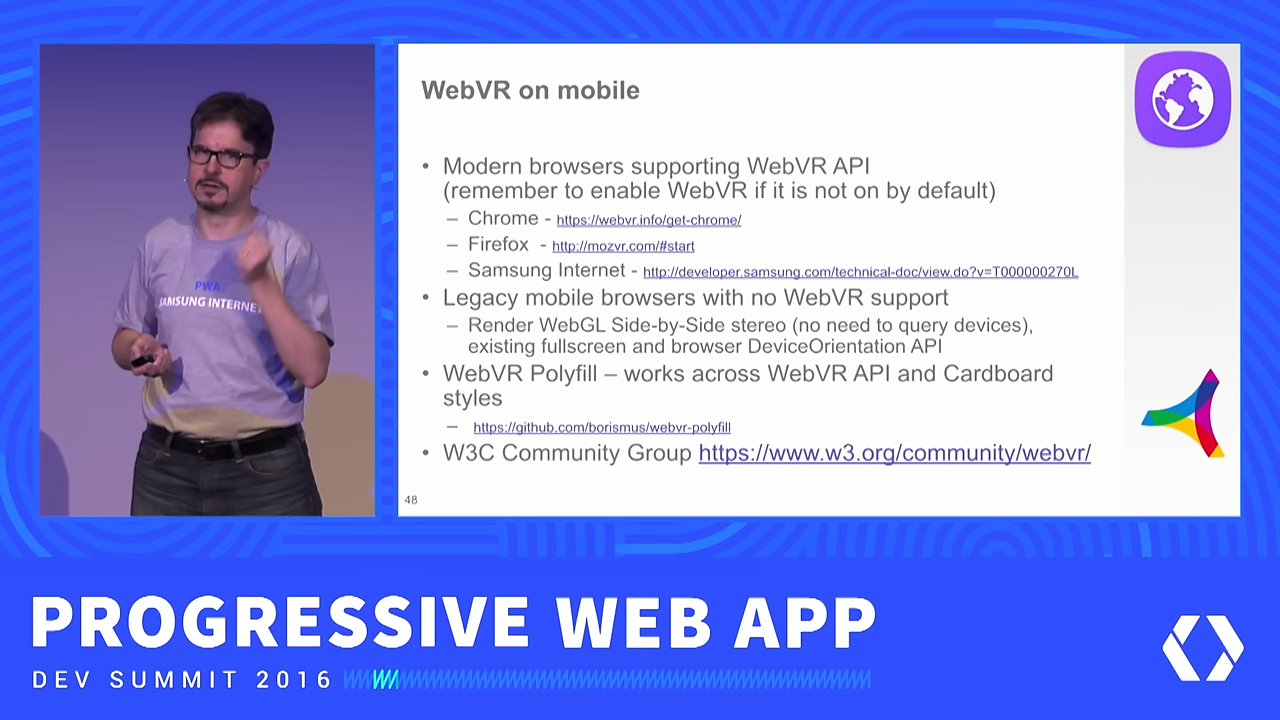 PWA
SAMSUNG INTERNET
WebVR on mobile
• Modern browsers supporting WebVR API
(remember to enable WebVR if it is not on by default)
– Chrome - https://webvr.info/get-chrome/
– Firefox - http://mozvr.com/#start
– Samsung Internet - http://developer.samsung.com/technical-doc/view.do?v=T000000270L
• Legacy mobile browsers with no WebVR support
– Render WebGL Side-by-Side stereo (no need to query devices),
existing fullscreen and browser DeviceOrientation API
• WebVR Polyfill – works across WebVR API and Cardboard
styles
– https://github.com/borismus/webvr-polyfill
• W3C Community Group https://www.w3.org/community/webvr/
48
PROGRESSIVE WEB APP
DEV SUMMIT 2016